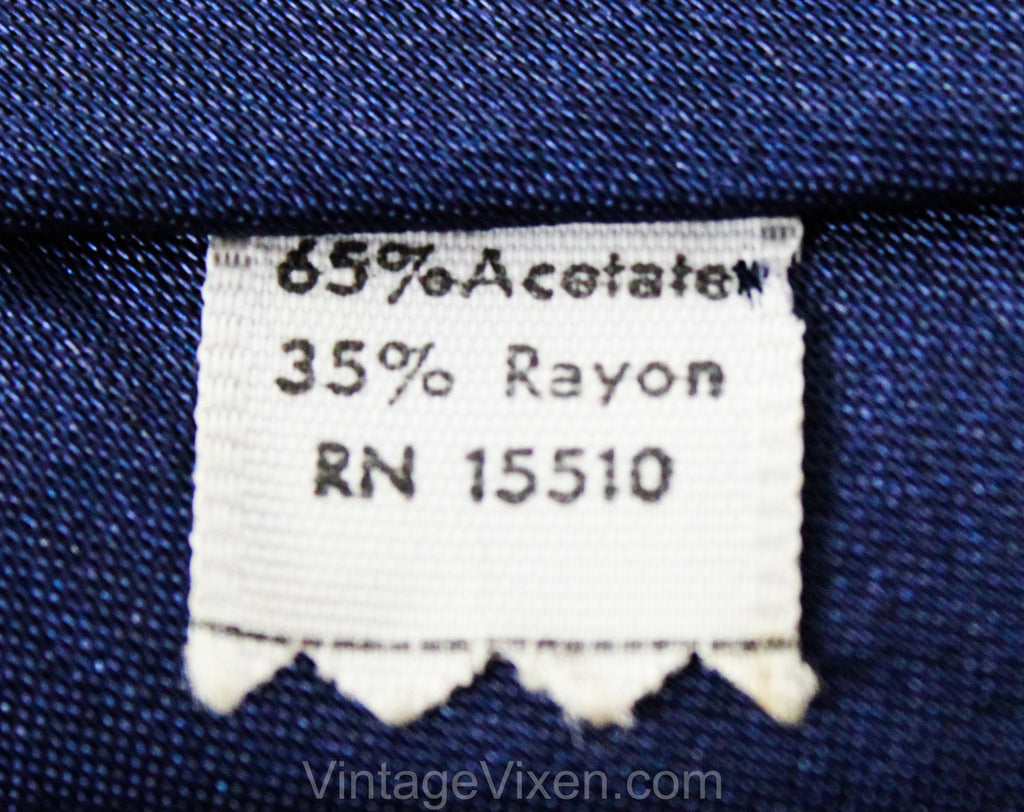 65% Acetate
35% Rayon
RN 15510
VintageVixen.com